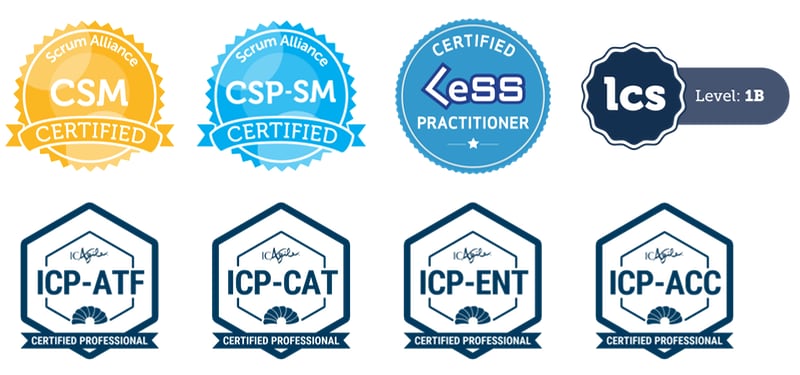 Scrum Alliance
CSM
CERTIFIED
Scrum Alliance
CSP-SM
CERTIFIED
CERTIFIED
LeSS
PRACTITIONER
lcs
Level: 1B
ICAgile
ICP-ATF
CERTIFIED PROFESSIONAL
ICAgile
ICP-CAT
CERTIFIED PROFESSIONAL
ICAgile
ICP-ENT
CERTIFIED PROFESSIONAL
ICAgile
ICP-ACC
CERTIFIED PROFESSIONAL